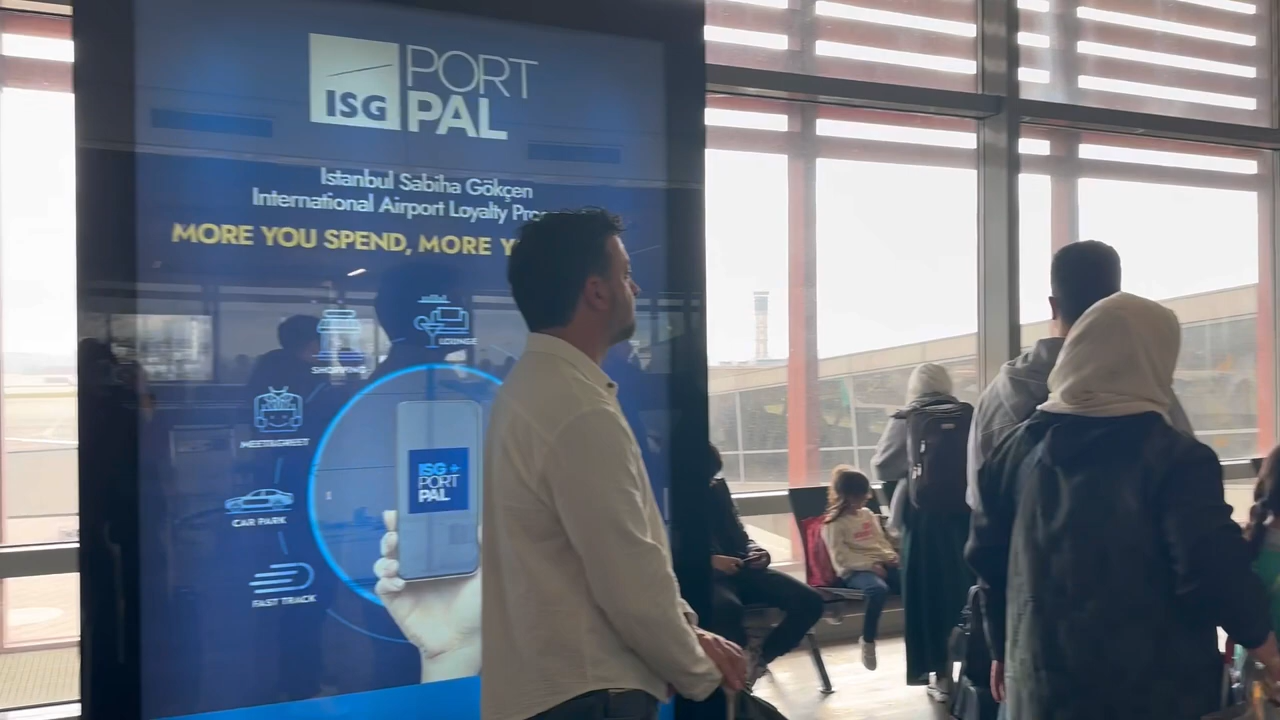 ISG
PORT
PAL
Istanbul Sabiha Gökçen
International Airport Loyalty
MORE YOU SPEND, MORE
LOUNGE
SHOPPING
MEET&GREET
ISG+
PORT
PAL
CAR PARK
FAST TRACK